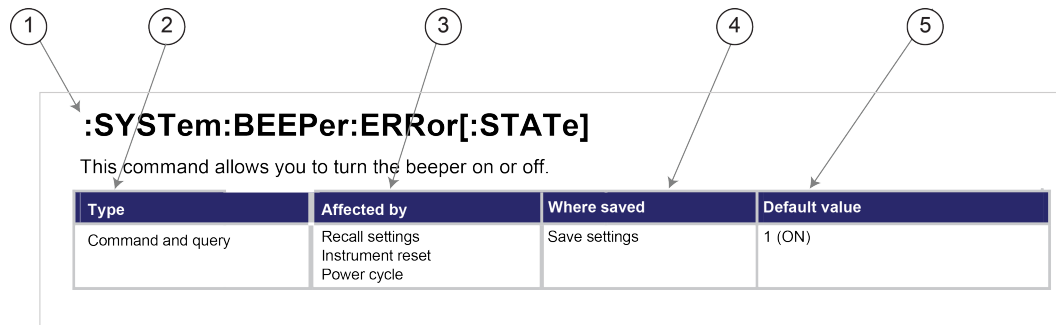 1 2 3 4 5
:SYSTem:BEEPer:ERRor[:STATe]
This command allows you to turn the beeper on or off.
Type Affected by Where saved Default value
Command and query Recall settings Save settings 1 (ON)
Instrument reset
Power cycle